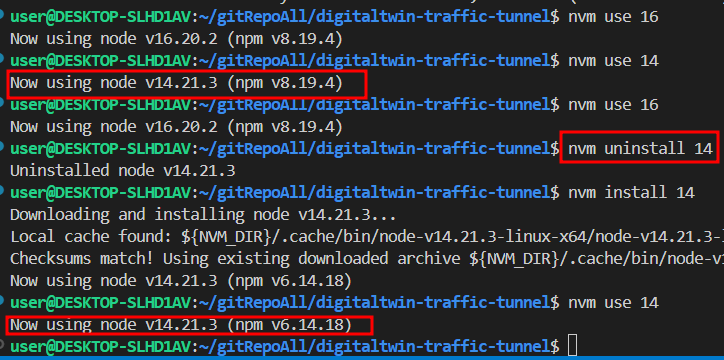 user@DESKTOP-SLHD1AV:~/gitRepoAll/digitaltwin-traffic-tunnel$ nvm use 16
Now using node v16.20.2 (npm v8.19.4)
user@DESKTOP-SLHD1AV:~/gitRepoAll/digitaltwin-traffic-tunnel$ nvm use 14
Now using node v14.21.3 (npm v8.19.4)
user@DESKTOP-SLHD1AV:~/gitRepoAll/digitaltwin-traffic-tunnel$ nvm use 16
Now using node v16.20.2 (npm v8.19.4)
user@DESKTOP-SLHD1AV:~/gitRepoAll/digitaltwin-traffic-tunnel$ nvm uninstall 14
Uninstalled node v14.21.3
user@DESKTOP-SLHD1AV:~/gitRepoAll/digitaltwin-traffic-tunnel$ nvm install 14
Downloading and installing node v14.21.3...
Local cache found: ${NVM_DIR}/.cache/bin/node-v14.21.3-linux-x64/node-v14.21.3-l
Checksums match! Using existing downloaded archive ${NVM_DIR}/.cache/bin/node-v1
Now using node v14.21.3 (npm v6.14.18)
user@DESKTOP-SLHD1AV:~/gitRepoAll/digitaltwin-traffic-tunnel$ nvm use 14
Now using node v14.21.3 (npm v6.14.18)
user@DESKTOP-SLHD1AV:~/gitRepoAll/digitaltwin-traffic-tunnel$